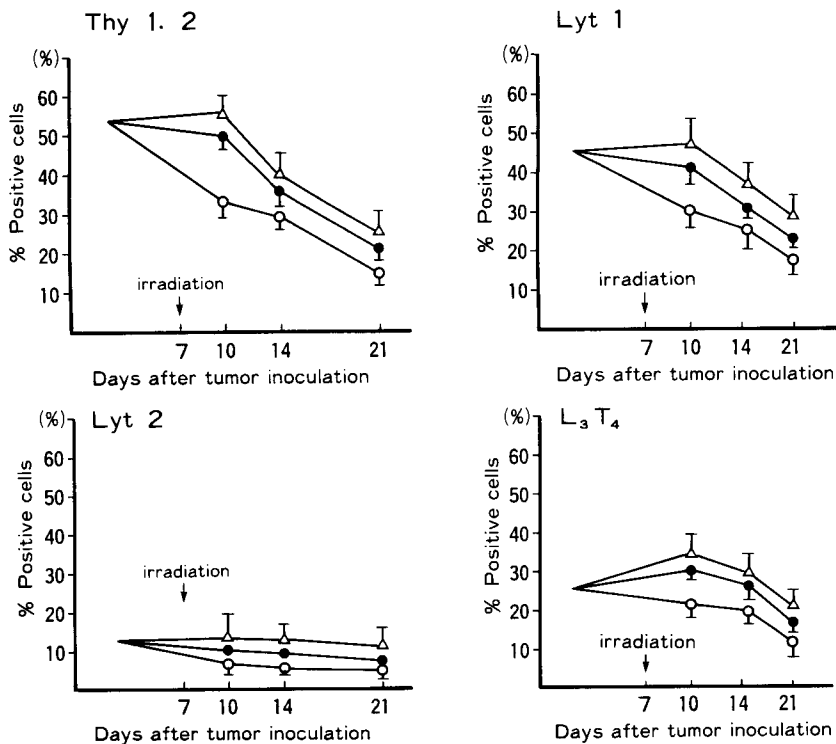 Thy 1. 2
(%)
60
50
40
30
20
10
% Positive cells
irradiation
7 10 14 21
Days after tumor inoculation
Lyt 1
(%)
60
50
40
30
20
10
% Positive cells
irradiation
7 10 14 21
Days after tumor inoculation
Lyt 2
(%)
60
50
40
30
20
10
% Positive cells
irradiation
7 10 14 21
Days after tumor inoculation
L₃T₄
(%)
60
50
40
30
20
10
% Positive cells
irradiation
7 10 14 21
Days after tumor inoculation